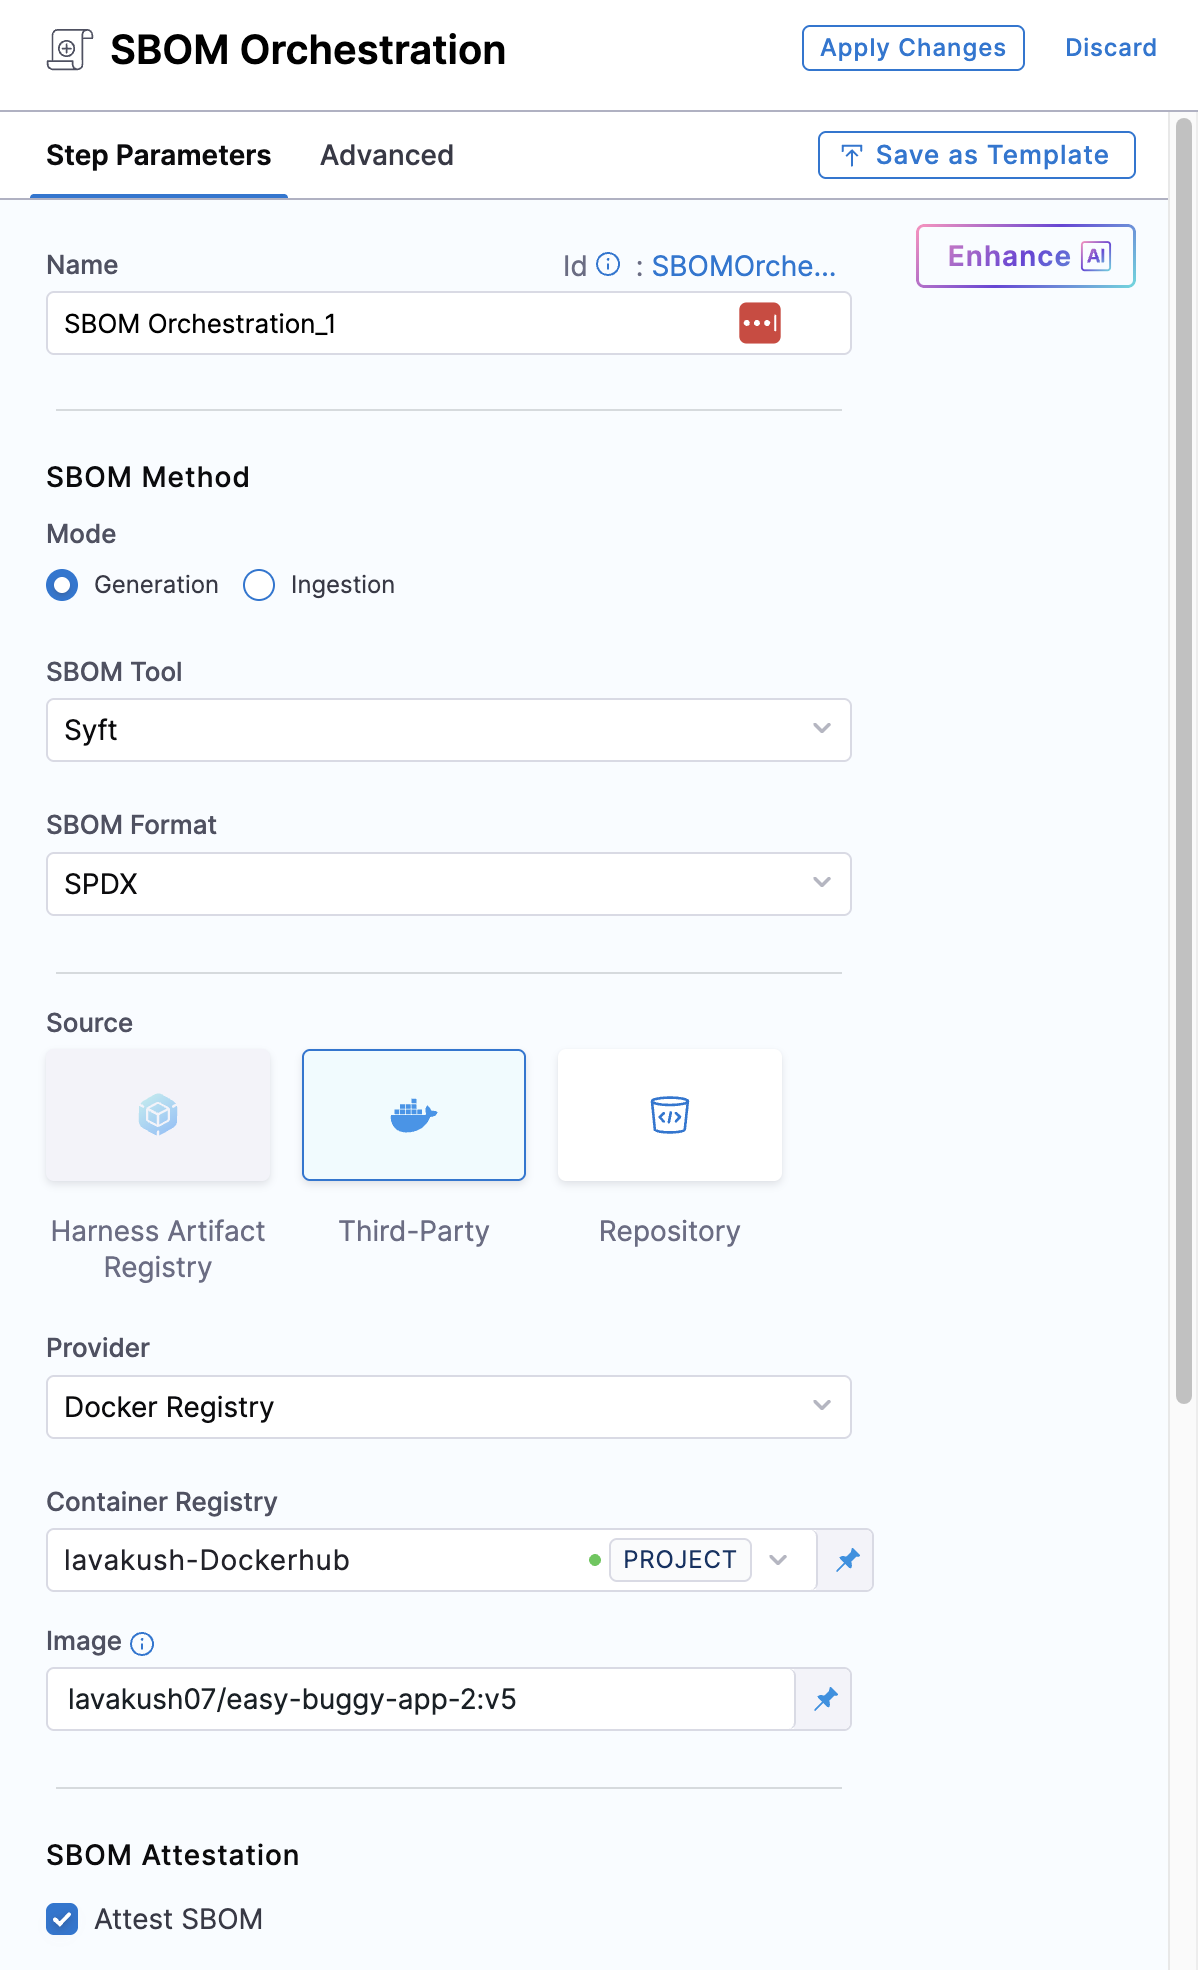 SBOM Orchestration
Apply Changes
Discard
Step Parameters
Advanced
Save as Template
Name
Id : SBOMOrche...
Enhance AI
SBOM Orchestration_1
SBOM Method
Mode
Generation
Ingestion
SBOM Tool
Syft
SBOM Format
SPDX
Source
Harness Artifact
Registry
Third-Party
Repository
Provider
Docker Registry
Container Registry
lavakush-Dockerhub
PROJECT
Image
lavakush07/easy-buggy-app-2:v5
SBOM Attestation
Attest SBOM